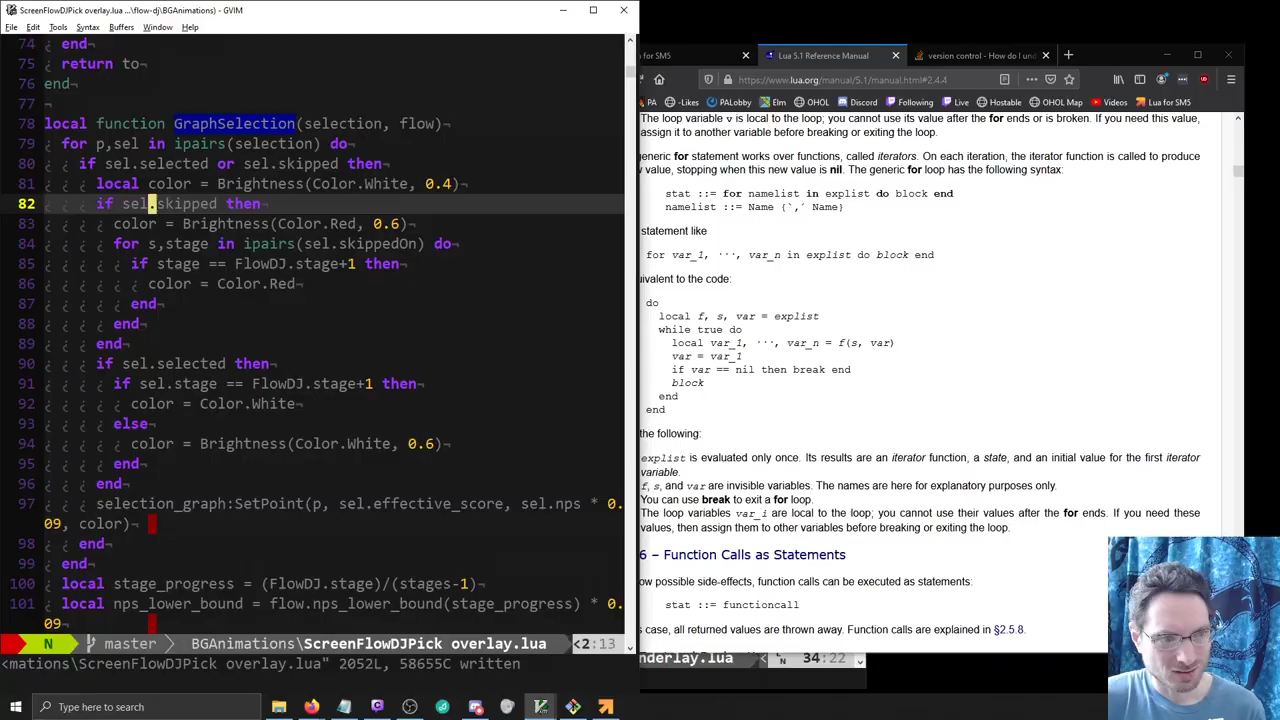 ScreenFlowDJPick overlay.lua ...\flow-dj\BGAnimations) - GVIM
File Edit Tools Syntax Buffers Window Help
74 end
75 return to
76 end
77
78 local function GraphSelection(selection, flow)
79 for p,sel in ipairs(selection) do
80 if sel.selected or sel.skipped then
81 local color = Brightness(Color.White, 0.4)
82 if sel.skipped then
83 color = Brightness(Color.Red, 0.6)
84 for s,stage in ipairs(sel.skippedOn) do
85 if stage == FlowDJ.stage+1 then
86 color = Color.Red
87 end
88 end
89 end
90 if sel.selected then
91 if sel.stage == FlowDJ.stage+1 then
92 color = Color.White
93 else
94 color = Brightness(Color.White, 0.6)
95 end
96 end
97 selection_graph:SetPoint(p, sel.effective_score, sel.nps * 0.
09, color)
98 end
99 end
100 local stage_progress = (FlowDJ.stage)/(stages-1)
101 local nps_lower_bound = flow.nps_lower_bound(stage_progress) * 0.
09
N master BGAnimations\ScreenFlowDJPick overlay.lua <2:13
<mations\ScreenFlowDJPick overlay.lua" 2052L, 58655C written
for SM5 Lua 5.1 Reference Manual version control - How do I und
https://www.lua.org/manual/5.1/manual.html#2.4.4
PA -Likes PALobby Elm OHOL Following Live Hostable OHOL Map Videos Lua for SM5
The loop variable v is local to the loop; you cannot use its value after the for ends or is broken. If you need this value,
assign it to another variable before breaking or exiting the loop.
generic for statement works over functions, called iterators. On each iteration, the iterator function is called to produce
w value, stopping when this new value is nil. The generic for loop has the following syntax:
stat ::= for namelist in explist do block end
namelist ::= Name {`,´ Name}
statement like
for var_1, ···, var_n in explist do block end
uivalent to the code:
do
local f, s, var = explist
while true do
local var_1, ···, var_n = f(s, var)
var = var_1
if var == nil then break end
block
end
end
the following:
explist is evaluated only once. Its results are an iterator function, a state, and an initial value for the first iterator
variable.
f, s, and var are invisible variables. The names are here for explanatory purposes only.
You can use break to exit a for loop.
The loop variables var_i are local to the loop; you cannot use their values after the for ends. If you need these
values, then assign them to other variables before breaking or exiting the loop.
6 – Function Calls as Statements
ow possible side-effects, function calls can be executed as statements:
stat ::= functioncall
s case, all returned values are thrown away. Function calls are explained in §2.5.8.
nderlay.lua < N 34:22
Type here to search